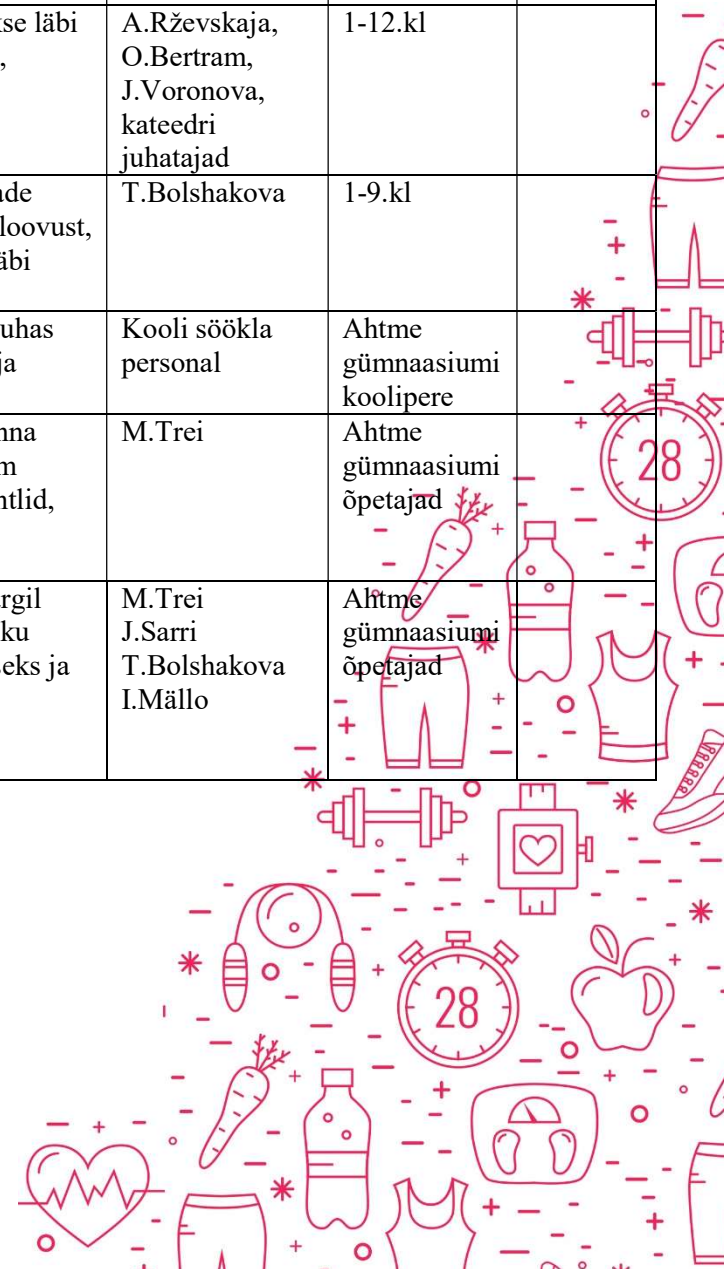 se läbi
,
A.Rževskaja,
O.Bertram,
J.Voronova,
kateedri
juhatajad
1-12.kl
ade
loovust,
äbi
T.Bolshakova
1-9.kl
uhas
ja
Kooli söökla
personal
Ahtme
gümnaasiumi
koolipere
nna
m
ntlid,
M.Trei
Ahtme
gümnaasiumi
õpetajad
rgil
ku
eks ja
M.Trei
J.Sarri
T.Bolshakova
I.Mällo
Ahtme
gümnaasiumi
õpetajad
28
28